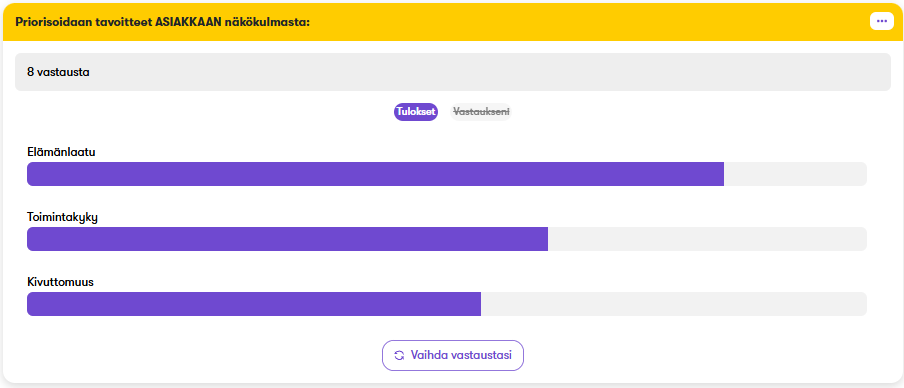 Priorisoidaan tavoitteet ASIAKKAAN näkökulmasta:
8 vastausta
Tulokset Vastaukseni
Elämänlaatu
Toimintakyky
Kivuttomuus
Vaihda vastaustasi